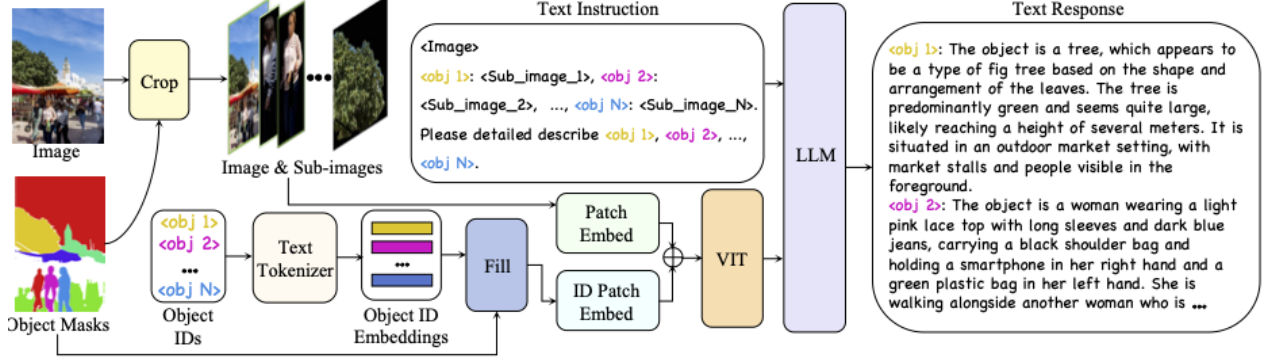 Text Instruction
Text Response
Crop
Image
Image & Sub-images
<Image>
<obj 1>: <Sub_image_1>, <obj 2>:
<Sub_image_2>, ..., <obj N>: <Sub_image_N>.
Please detailed describe <obj 1>, <obj 2>, ...,
<obj N>.
LLM
<obj 1>: The object is a tree, which appears to
be a type of fig tree based on the shape and
arrangement of the leaves. The tree is
predominantly green and seems quite large,
likely reaching a height of several meters. It is
situated in an outdoor market setting, with
market stalls and people visible in the
foreground.
<obj 2>: The object is a woman wearing a light
pink lace top with long sleeves and dark blue
jeans, carrying a black shoulder bag and
holding a smartphone in her right hand and a
green plastic bag in her left hand. She is
walking alongside another woman who is ...
Object Masks
<obj 1>
<obj 2>
...
<obj N>
Object
IDs
Text
Tokenizer
...
Object ID
Embeddings
Fill
Patch
Embed
ID Patch
Embed
VIT